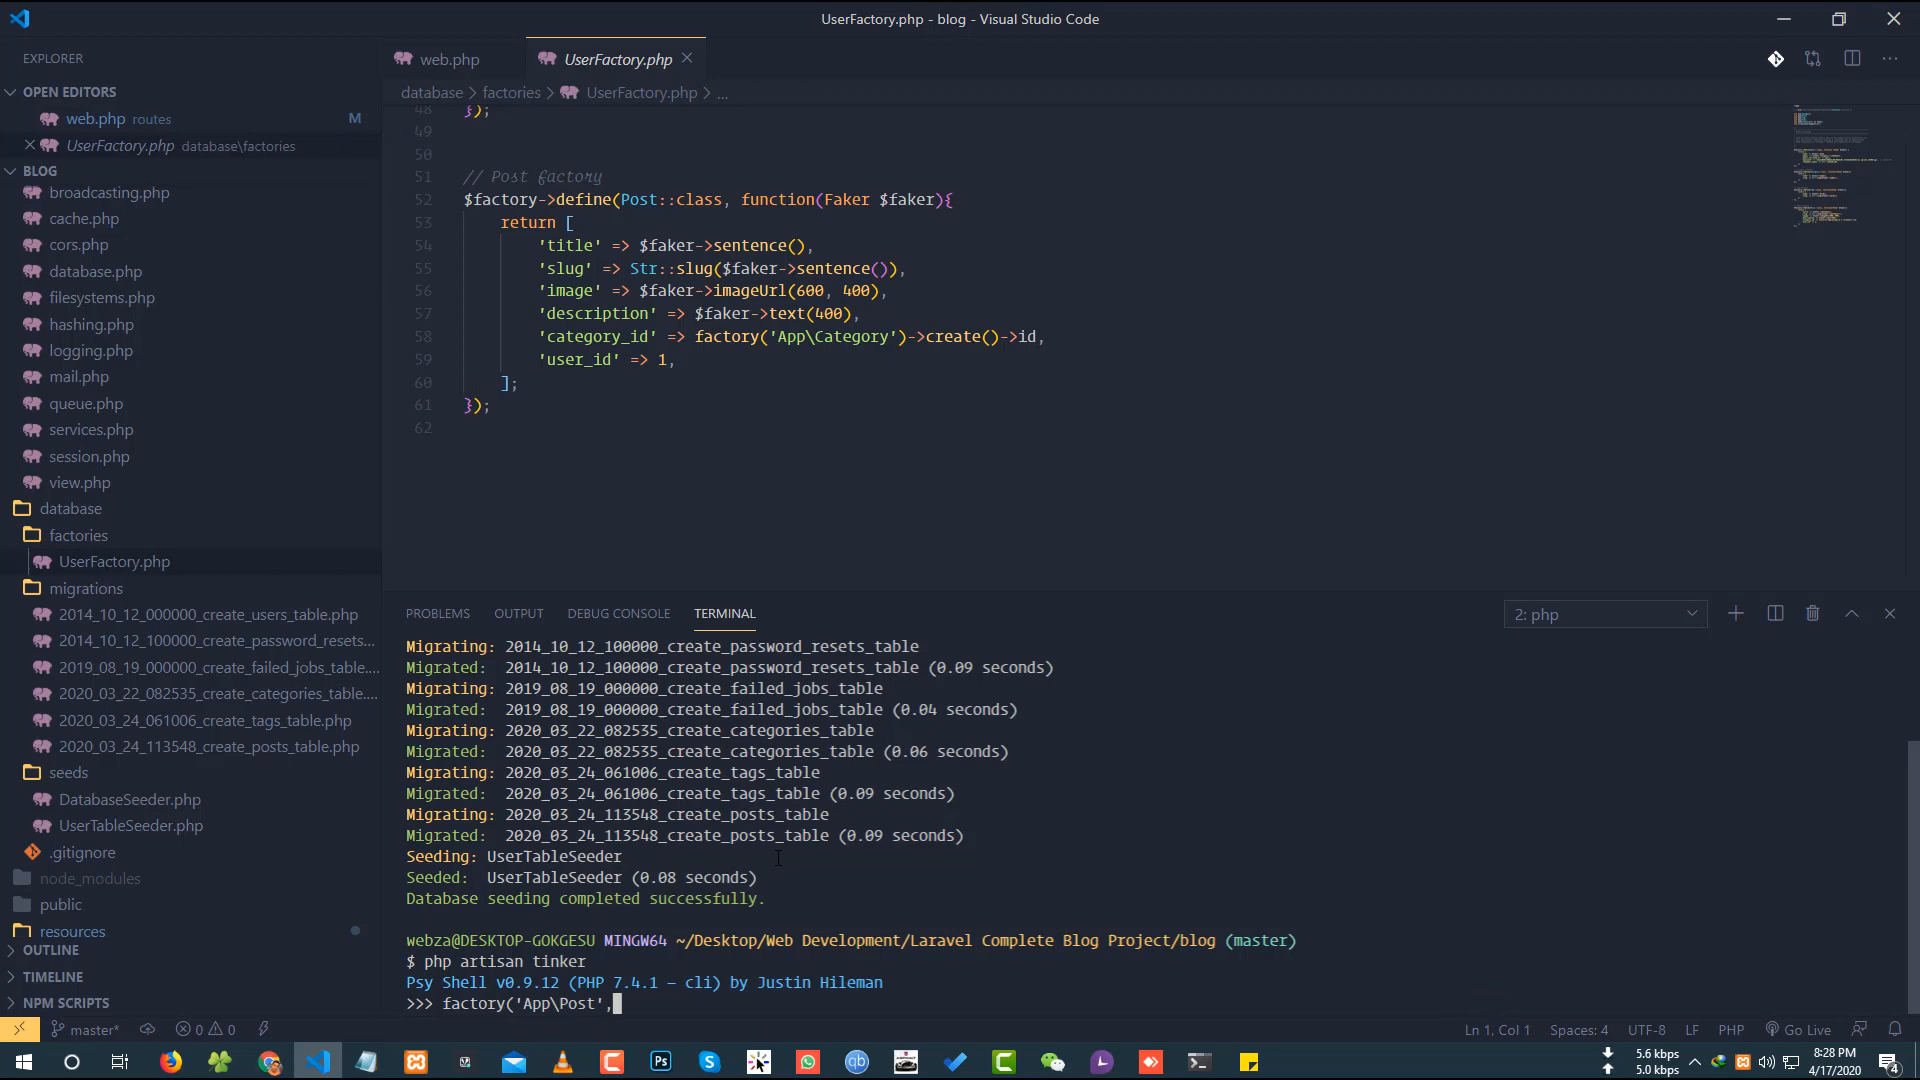 UserFactory.php - blog - Visual Studio Code
EXPLORER
OPEN EDITORS
web.php routes M
UserFactory.php database\factories
BLOG
broadcasting.php
cache.php
cors.php
database.php
filesystems.php
hashing.php
logging.php
mail.php
queue.php
services.php
session.php
view.php
database
factories
UserFactory.php
migrations
2014_10_12_000000_create_users_table.php
2014_10_12_100000_create_password_resets...
2019_08_19_000000_create_failed_jobs_table....
2020_03_22_082535_create_categories_table....
2020_03_24_061006_create_tags_table.php
2020_03_24_113548_create_posts_table.php
seeds
DatabaseSeeder.php
UserTableSeeder.php
.gitignore
node_modules
public
resources
OUTLINE
TIMELINE
NPM SCRIPTS
web.php
UserFactory.php
database > factories > UserFactory.php > ...
48 });
49
50
51 // Post factory
52 $factory->define(Post::class, function(Faker $faker){
53 return [
54 'title' => $faker->sentence(),
55 'slug' => Str::slug($faker->sentence()),
56 'image' => $faker->imageUrl(600, 400),
57 'description' => $faker->text(400),
58 'category_id' => factory('App\Category')->create()->id,
59 'user_id' => 1,
60 ];
61 });
62
PROBLEMS OUTPUT DEBUG CONSOLE TERMINAL 2: php
Migrating: 2014_10_12_100000_create_password_resets_table
Migrated: 2014_10_12_100000_create_password_resets_table (0.09 seconds)
Migrating: 2019_08_19_000000_create_failed_jobs_table
Migrated: 2019_08_19_000000_create_failed_jobs_table (0.04 seconds)
Migrating: 2020_03_22_082535_create_categories_table
Migrated: 2020_03_22_082535_create_categories_table (0.06 seconds)
Migrating: 2020_03_24_061006_create_tags_table
Migrated: 2020_03_24_061006_create_tags_table (0.09 seconds)
Migrating: 2020_03_24_113548_create_posts_table
Migrated: 2020_03_24_113548_create_posts_table (0.09 seconds)
Seeding: UserTableSeeder
Seeded: UserTableSeeder (0.08 seconds)
Database seeding completed successfully.
webza@DESKTOP-GOKGESU MINGW64 ~/Desktop/Web Development/Laravel Complete Blog Project/blog (master)
$ php artisan tinker
Psy Shell v0.9.12 (PHP 7.4.1 — cli) by Justin Hileman
>>> factory('App\Post',
master* 0 0 Ln 1, Col 1 Spaces: 4 UTF-8 LF PHP Go Live
5.6 kbps
5.0 kbps
8:28 PM
4/17/2020
4